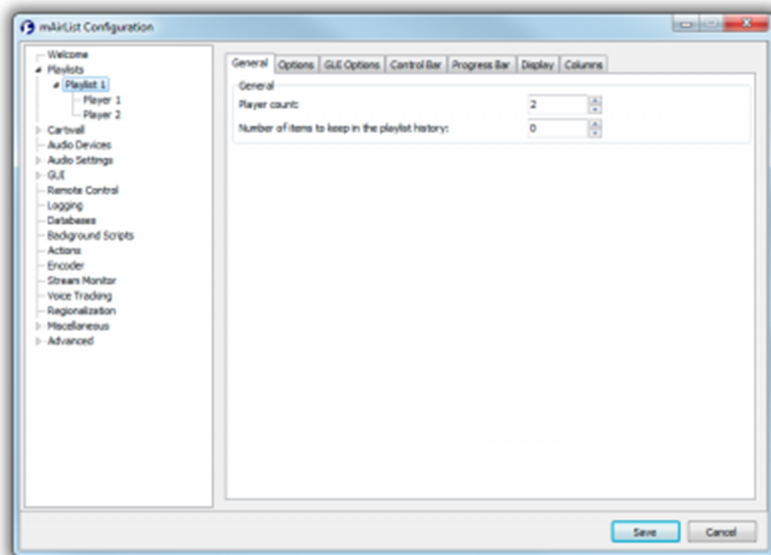 mAirList Configuration
Welcome
Playlists
Playlist 1
Player 1
Player 2
Cartwall
Audio Devices
Audio Settings
GUI
Remote Control
Logging
Databases
Background Scripts
Actions
Encoder
Stream Monitor
Voice Tracking
Regionalization
Miscellaneous
Advanced
General Options GUI Options Control Bar Progress Bar Display Columns
General
Player count: 2
Number of items to keep in the playlist history: 0
Save Cancel